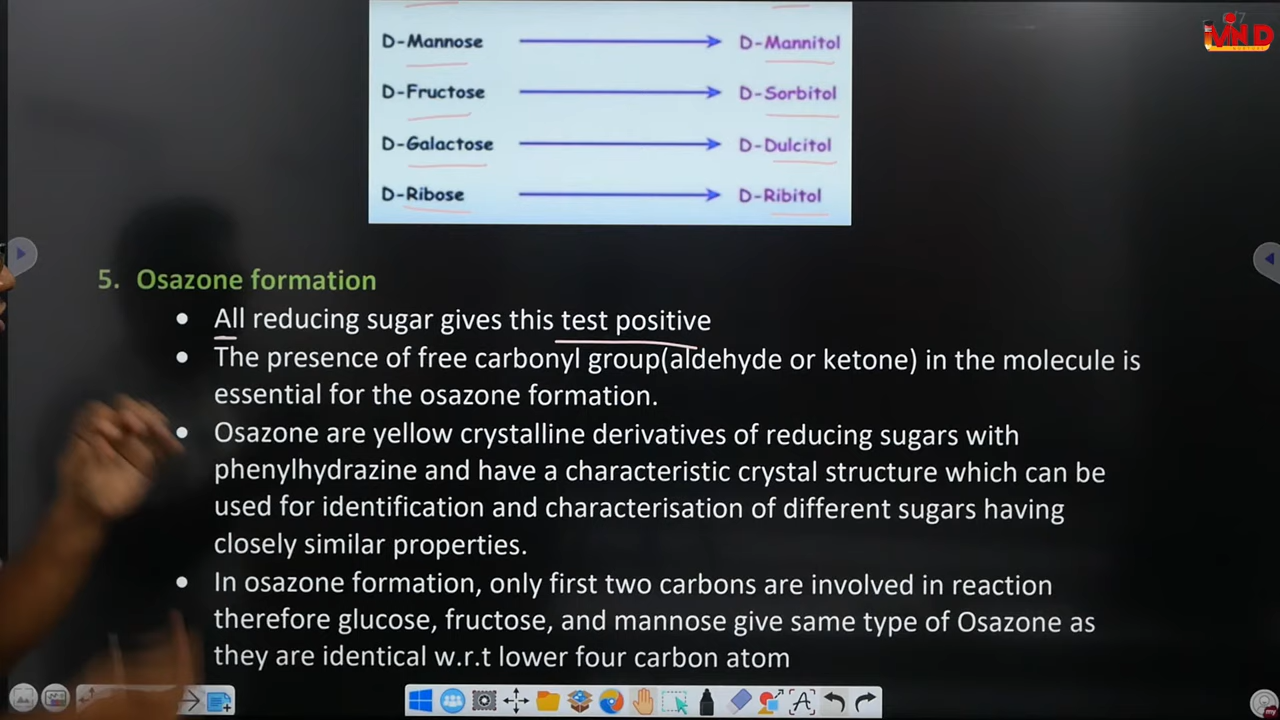 D-Mannose D-Mannitol
D-Fructose D-Sorbitol
D-Galactose D-Dulcitol
D-Ribose D-Ribitol
5. Osazone formation
• All reducing sugar gives this test positive
• The presence of free carbonyl group(aldehyde or ketone) in the molecule is
essential for the osazone formation.
• Osazone are yellow crystalline derivatives of reducing sugars with
phenylhydrazine and have a characteristic crystal structure which can be
used for identification and characterisation of different sugars having
closely similar properties.
• In osazone formation, only first two carbons are involved in reaction
therefore glucose, fructose, and mannose give same type of Osazone as
they are identical w.r.t lower four carbon atom